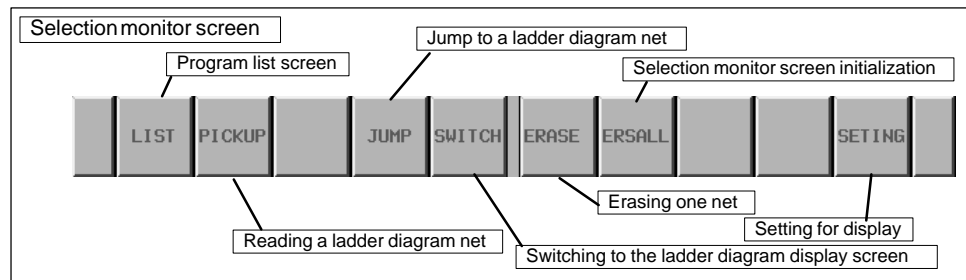 Selection monitor screen
Jump to a ladder diagram net
Program list screen
Selection monitor screen initialization
LIST PICKUP JUMP SWITCH ERASE ERSALL SETING
Erasing one net
Setting for display
Reading a ladder diagram net
Switching to the ladder diagram display screen